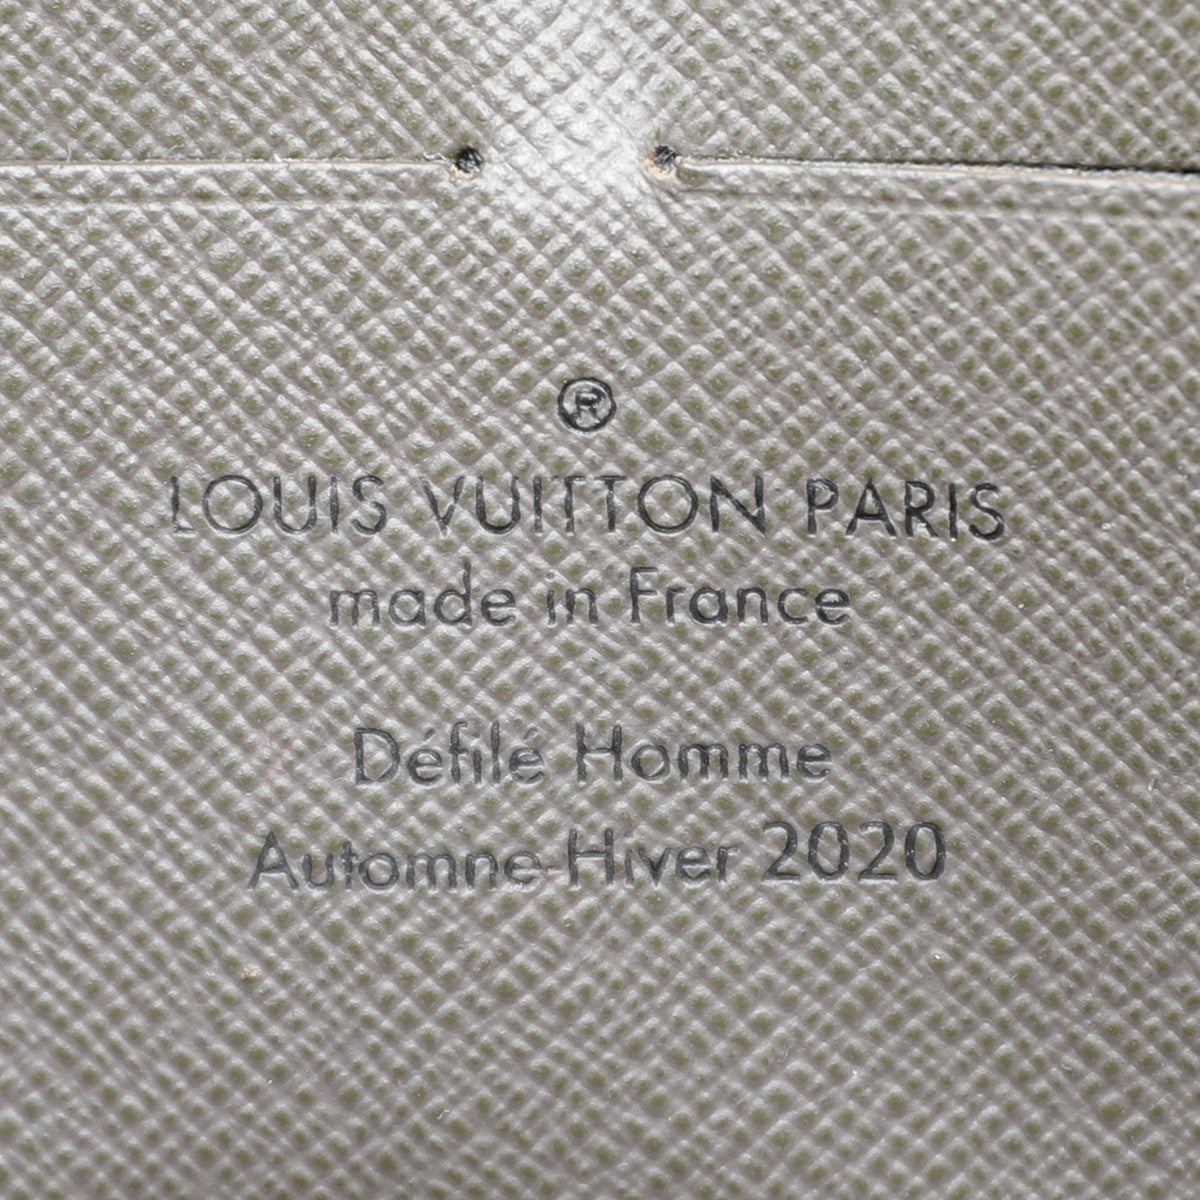 ®
LOUIS VUITTON PARIS
made in France
Défilé Homme
Automne-Hiver 2020